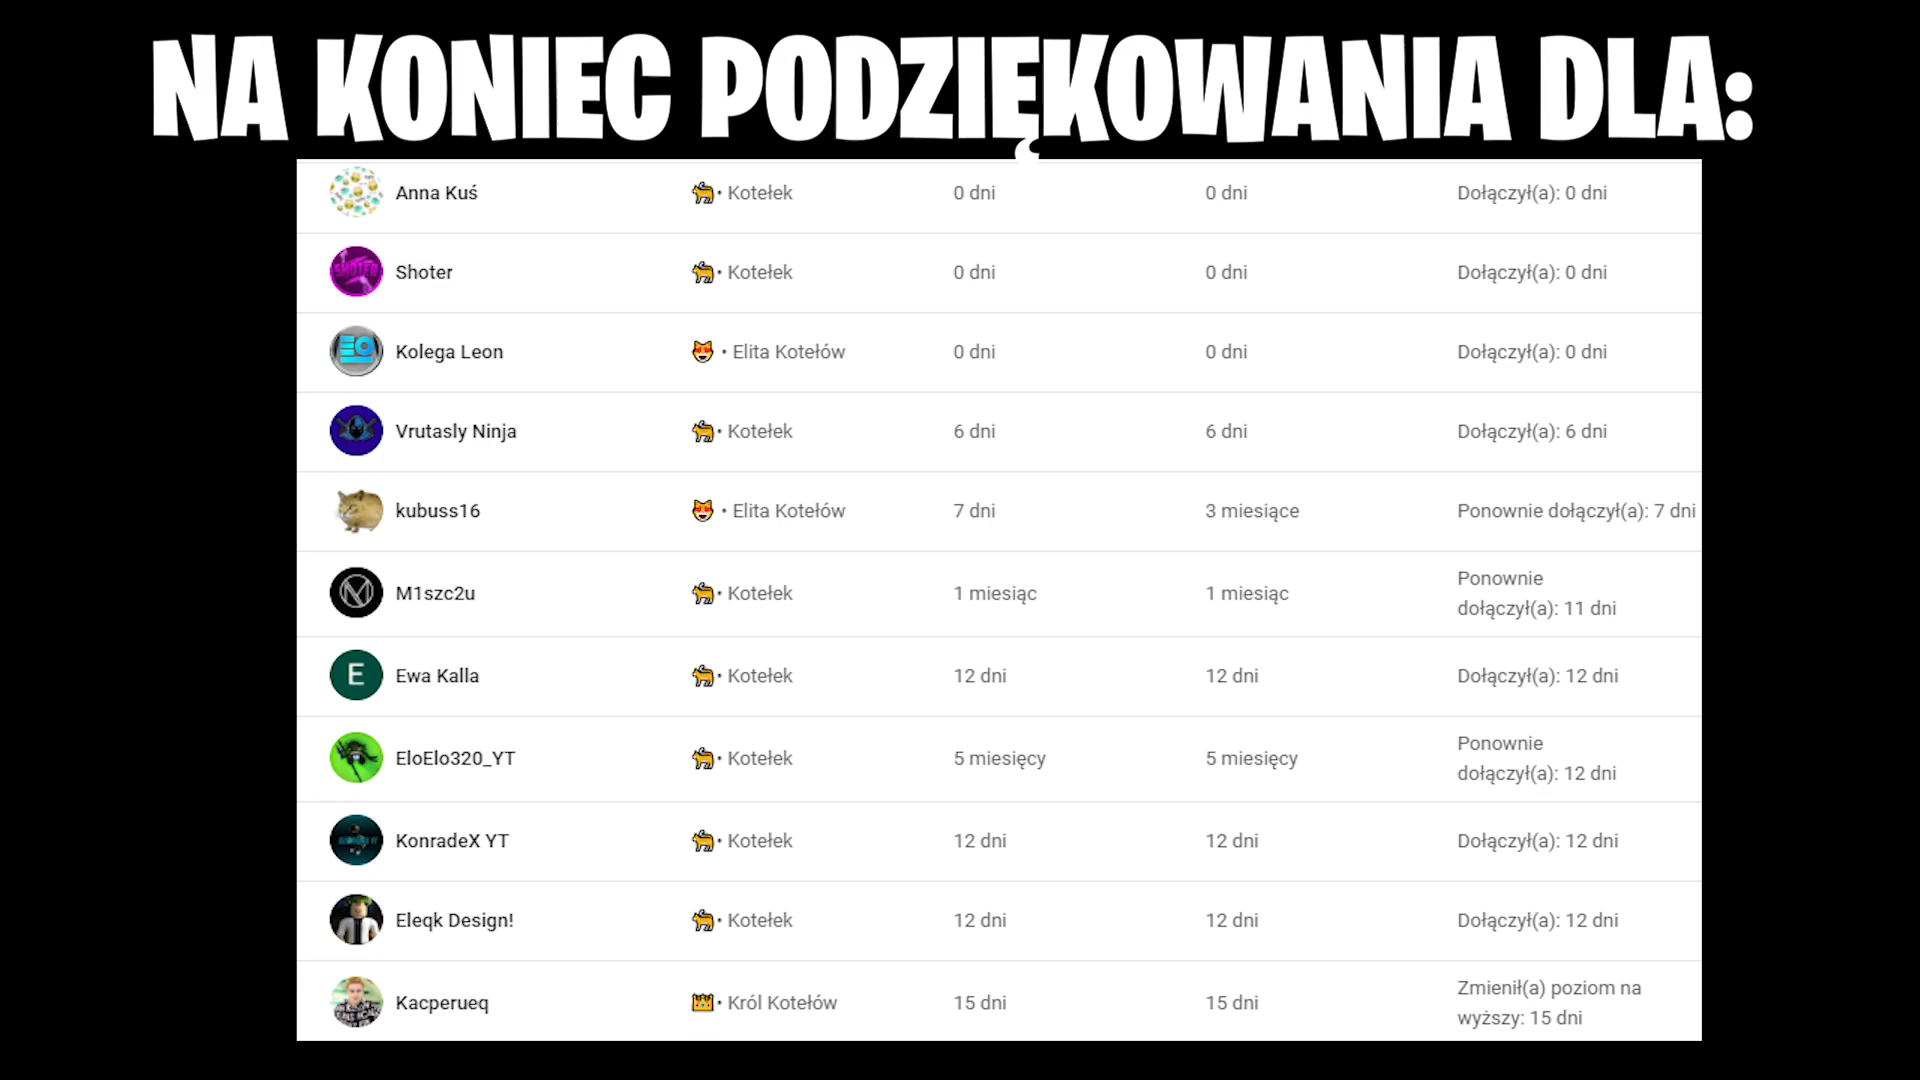 NA KONIEC PODZIĘKOWANIA DLA:
Anna Kuś • Kotełek 0 dni 0 dni Dołączył(a): 0 dni
SHOTER Shoter • Kotełek 0 dni 0 dni Dołączył(a): 0 dni
Kolega Leon • Elita Kotełów 0 dni 0 dni Dołączył(a): 0 dni
Vrutasly Ninja • Kotełek 6 dni 6 dni Dołączył(a): 6 dni
kubuss16 • Elita Kotełów 7 dni 3 miesiące Ponownie dołączył(a): 7 dni
M1szc2u • Kotełek 1 miesiąc 1 miesiąc Ponownie
dołączył(a): 11 dni
E Ewa Kalla • Kotełek 12 dni 12 dni Dołączył(a): 12 dni
EloElo320_YT • Kotełek 5 miesięcy 5 miesięcy Ponownie
dołączył(a): 12 dni
KonradeX YT • Kotełek 12 dni 12 dni Dołączył(a): 12 dni
Eleqk Design! • Kotełek 12 dni 12 dni Dołączył(a): 12 dni
Kacperueq • Król Kotełów 15 dni 15 dni Zmienił(a) poziom na
wyższy: 15 dni